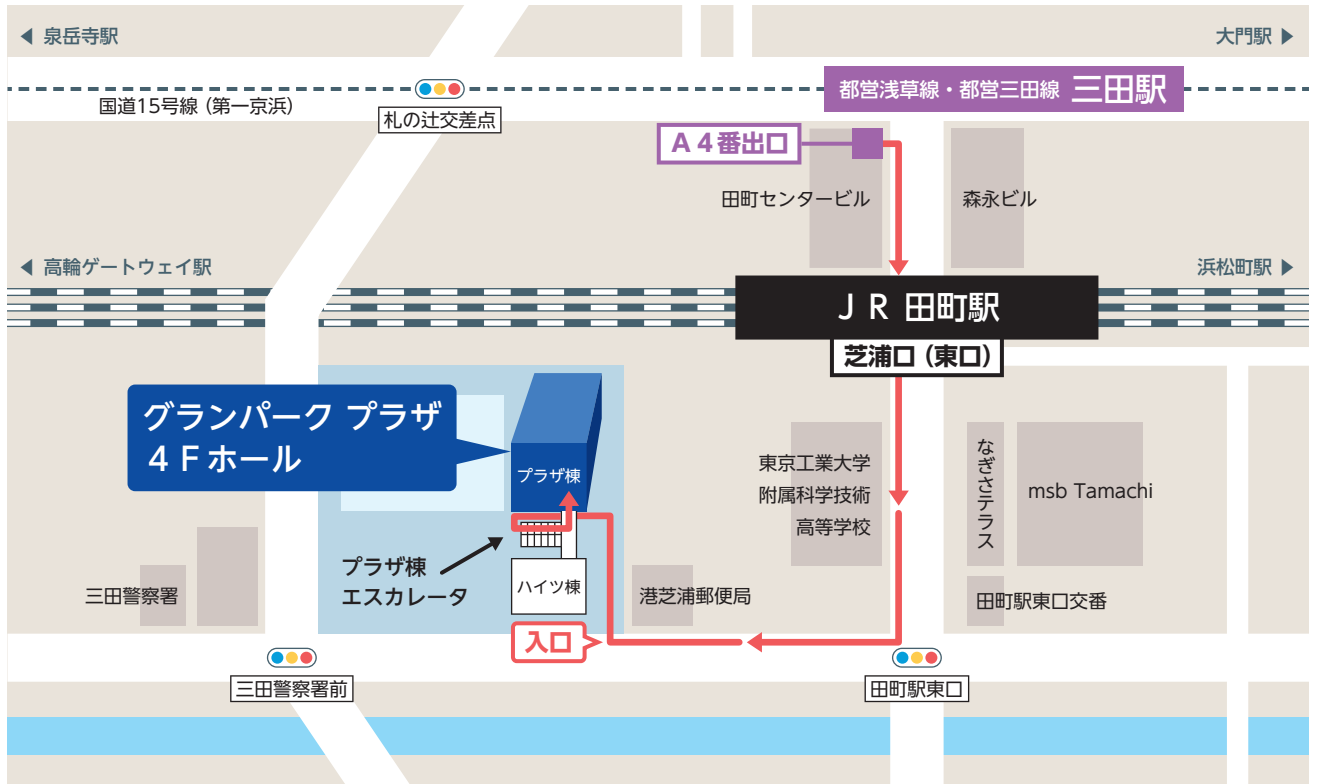 ◀ 泉岳寺駅
大門駅 ▶
国道15号線 (第一京浜)
札の辻交差点
都営浅草線・都営三田線 三田駅
A4番出口
田町センタービル
森永ビル
◀ 高輪ゲートウェイ駅
浜松町駅 ▶
JR 田町駅
芝浦口 (東口)
グランパーク プラザ
4Fホール
プラザ棟
東京工業大学
附属科学技術
高等学校
なぎさテラス
msb Tamachi
プラザ棟
エスカレータ
ハイツ棟
三田警察署
港芝浦郵便局
田町駅東口交番
入口
三田警察署前
田町駅東口